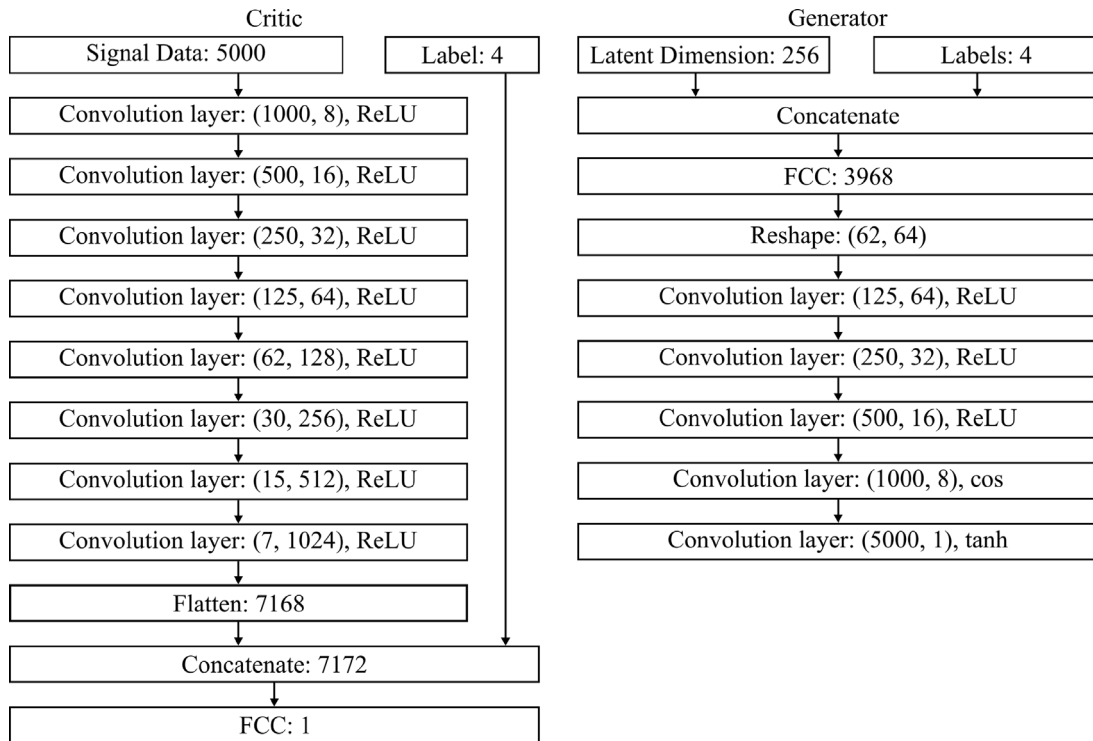 Critic
Signal Data: 5000
Label: 4
Convolution layer: (1000, 8), ReLU
Convolution layer: (500, 16), ReLU
Convolution layer: (250, 32), ReLU
Convolution layer: (125, 64), ReLU
Convolution layer: (62, 128), ReLU
Convolution layer: (30, 256), ReLU
Convolution layer: (15, 512), ReLU
Convolution layer: (7, 1024), ReLU
Flatten: 7168
Concatenate: 7172
FCC: 1
Generator
Latent Dimension: 256
Labels: 4
Concatenate
FCC: 3968
Reshape: (62, 64)
Convolution layer: (125, 64), ReLU
Convolution layer: (250, 32), ReLU
Convolution layer: (500, 16), ReLU
Convolution layer: (1000, 8), cos
Convolution layer: (5000, 1), tanh